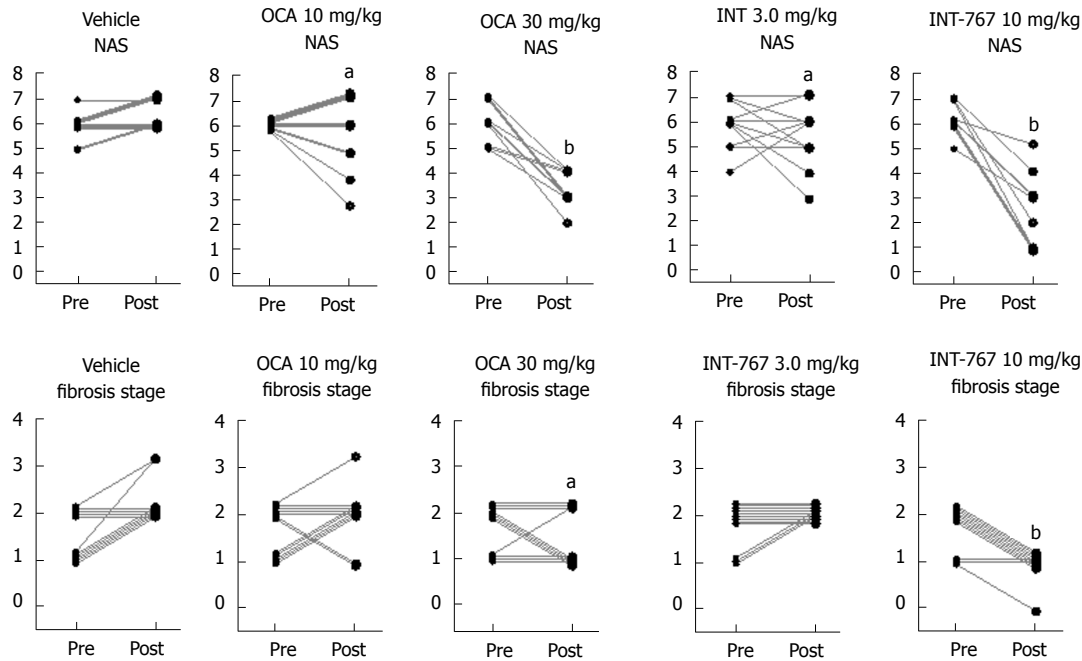 Vehicle
NAS
OCA 10 mg/kg
NAS
OCA 30 mg/kg
NAS
INT 3.0 mg/kg
NAS
INT-767 10 mg/kg
NAS
8
7
6
5
4
3
2
1
0
Pre
Post
8
7
6
5
4
3
2
1
0
a
Pre
Post
8
7
6
5
4
3
2
1
0
b
Pre
Post
8
7
6
5
4
3
2
1
0
a
Pre
Post
8
7
6
5
4
3
2
1
0
b
Pre
Post
Vehicle
fibrosis stage
OCA 10 mg/kg
fibrosis stage
OCA 30 mg/kg
fibrosis stage
INT-767 3.0 mg/kg
fibrosis stage
INT-767 10 mg/kg
fibrosis stage
4
3
2
1
0
Pre
Post
4
3
2
1
0
Pre
Post
4
3
2
1
0
a
Pre
Post
4
3
2
1
0
Pre
Post
4
3
2
1
0
b
Pre
Post